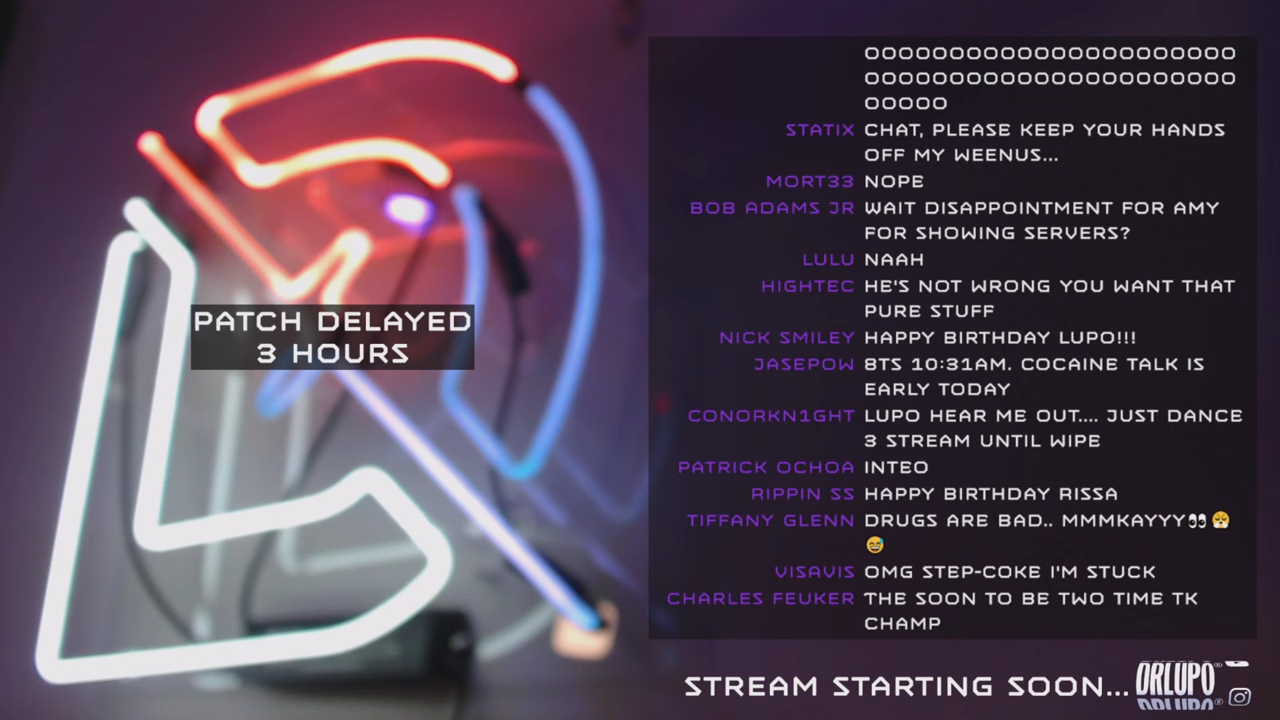 OOOOOOOOOOOOOOOOOOOOOO
OOOOOOOOOOOOOOOOOOOOOO
OOOOO
STATIX CHAT, PLEASE KEEP YOUR HANDS
OFF MY WEENUS...
MORT33 NOPE
BOB ADAMS JR WAIT DISAPPOINTMENT FOR AMY
FOR SHOWING SERVERS?
LULU NAAH
HIGHTEC HE'S NOT WRONG YOU WANT THAT
PURE STUFF
NICK SMILEY HAPPY BIRTHDAY LUPO!!!
JASEPOW 8TS 10:31AM. COCAINE TALK IS
EARLY TODAY
CONORKN1GHT LUPO HEAR ME OUT.... JUST DANCE
3 STREAM UNTIL WIPE
PATRICK OCHOA INTEO
RIPPIN SS HAPPY BIRTHDAY RISSA
TIFFANY GLENN DRUGS ARE BAD.. MMMKAYYY👀😤
😅
VISAVIS OMG STEP-COKE I'M STUCK
CHARLES FEUKER THE SOON TO BE TWO TIME TK
CHAMP
PATCH DELAYED
3 HOURS
STREAM STARTING SOON... DRLUPO®